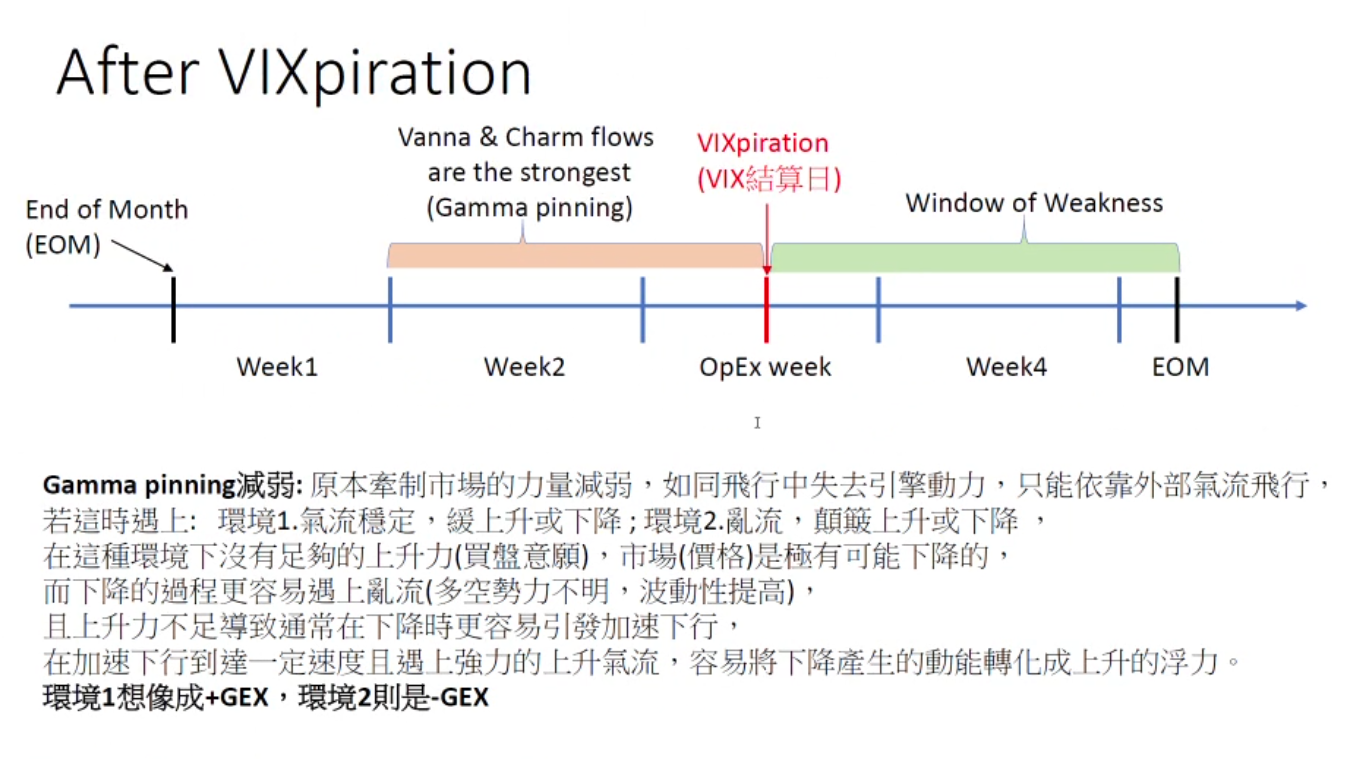 After VIXpiration
Vanna & Charm flows
are the strongest
(Gamma pinning)
VIXpiration
(VIX結算日)
End of Month
(EOM)
Window of Weakness
Week1
Week2
OpEx week
Week4
EOM
Gamma pinning減弱: 原本牽制市場的力量減弱，如同飛行中失去引擎動力，只能依靠外部氣流飛行，
若這時遇上: 環境1.氣流穩定，緩上升或下降 ; 環境2.亂流，顛簸上升或下降 ，
在這種環境下沒有足夠的上升力(買盤意願)，市場(價格)是極有可能下降的，
而下降的過程更容易遇上亂流(多空勢力不明，波動性提高)，
且上升力不足導致通常在下降時更容易引發加速下行，
在加速下行到達一定速度且遇上強力的上升氣流，容易將下降產生的動能轉化成上升的浮力。
環境1想像成+GEX，環境2則是-GEX